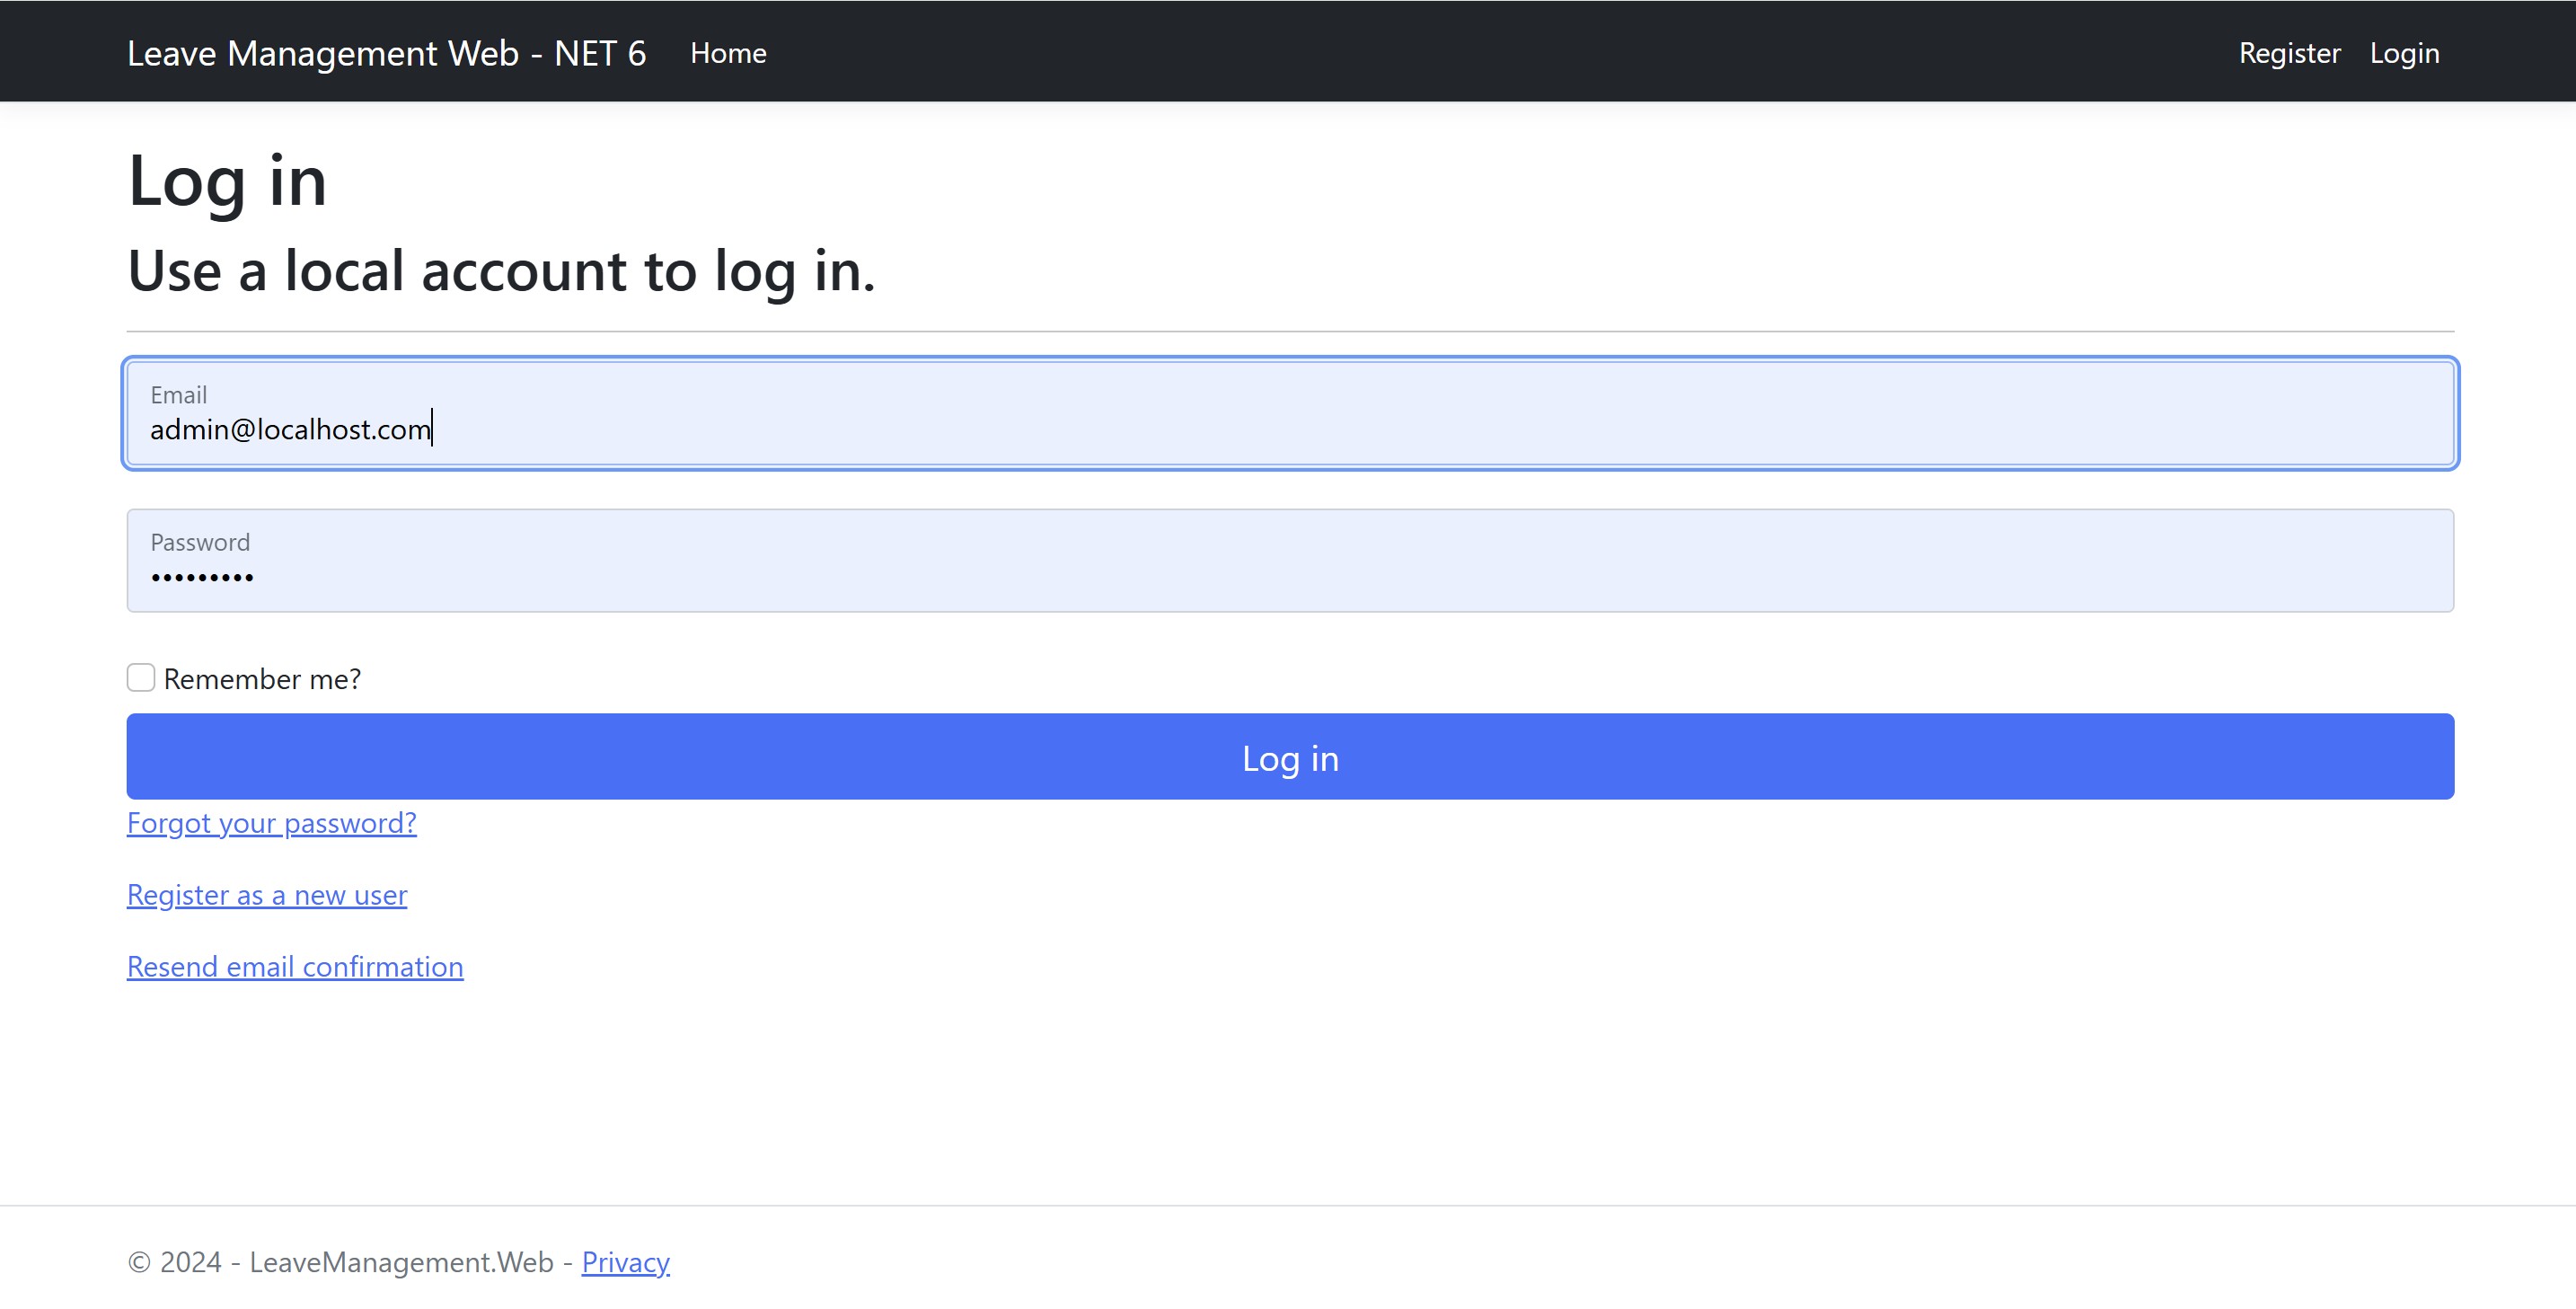 Leave Management Web - NET 6 Home Register Login
Log in
Use a local account to log in.
Email
admin@localhost.com
Password
•••••••••
Remember me?
Log in
Forgot your password?
Register as a new user
Resend email confirmation
© 2024 - LeaveManagement.Web - Privacy